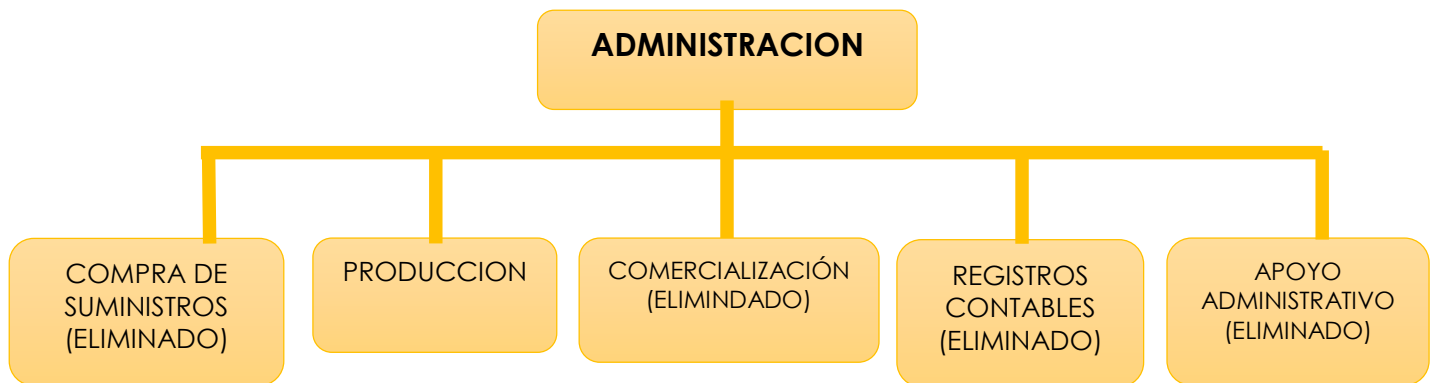 ADMINISTRACION
COMPRA DE
SUMINISTROS
(ELIMINADO)
PRODUCCION
COMERCIALIZACIÓN
(ELIMINDADO)
REGISTROS
CONTABLES
(ELIMINADO)
APOYO
ADMINISTRATIVO
(ELIMINADO)